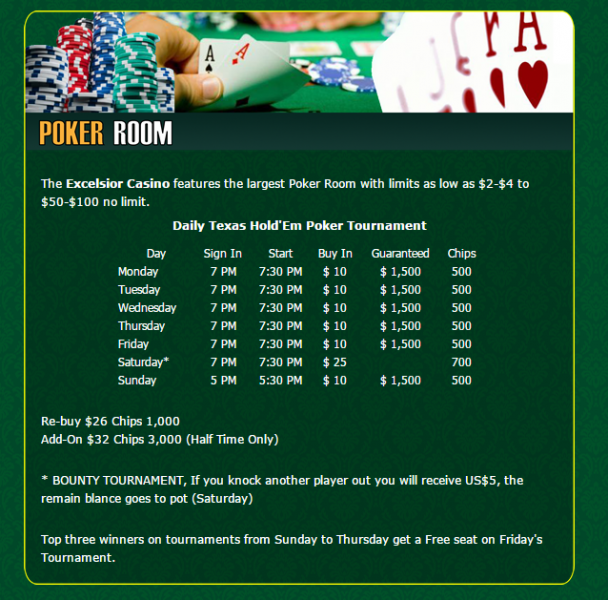 POKER ROOM
The Excelsior Casino features the largest Poker Room with limits as low as $2-$4 to
$50-$100 no limit.
Daily Texas Hold'Em Poker Tournament
Day Sign In Start Buy In Guaranteed Chips
Monday 7 PM 7:30 PM $ 10 $ 1,500 500
Tuesday 7 PM 7:30 PM $ 10 $ 1,500 500
Wednesday 7 PM 7:30 PM $ 10 $ 1,500 500
Thursday 7 PM 7:30 PM $ 10 $ 1,500 500
Friday 7 PM 7:30 PM $ 10 $ 1,500 500
Saturday* 7 PM 7:30 PM $ 25 700
Sunday 5 PM 5:30 PM $ 10 $ 1,500 500
Re-buy $26 Chips 1,000
Add-On $32 Chips 3,000 (Half Time Only)
* BOUNTY TOURNAMENT, If you knock another player out you will receive US$5, the
remain blance goes to pot (Saturday)
Top three winners on tournaments from Sunday to Thursday get a Free seat on Friday's
Tournament.